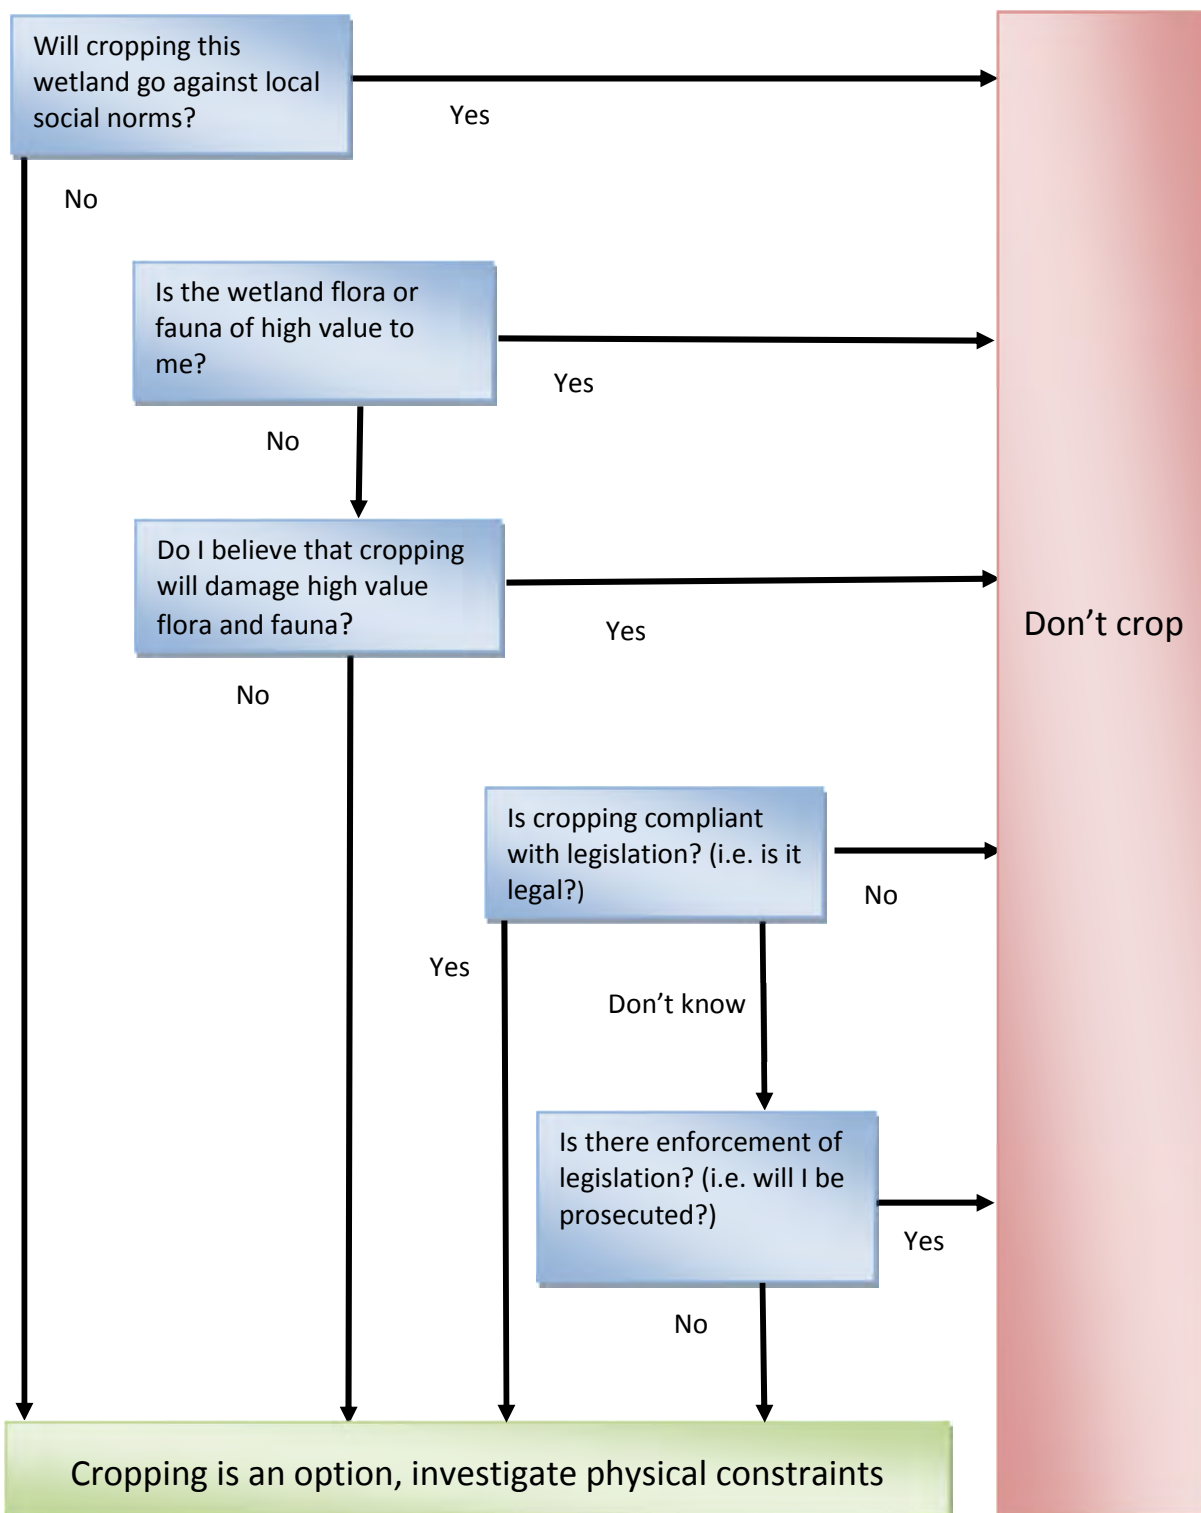 Will cropping this
wetland go against local
social norms?
Yes
No
Is the wetland flora or
fauna of high value to
me?
Yes
No
Do I believe that cropping
will damage high value
flora and fauna?
Yes
No
Don’t crop
Is cropping compliant
with legislation? (i.e. is it
legal?)
No
Yes
Don’t know
Is there enforcement of
legislation? (i.e. will I be
prosecuted?)
Yes
No
Cropping is an option, investigate physical constraints